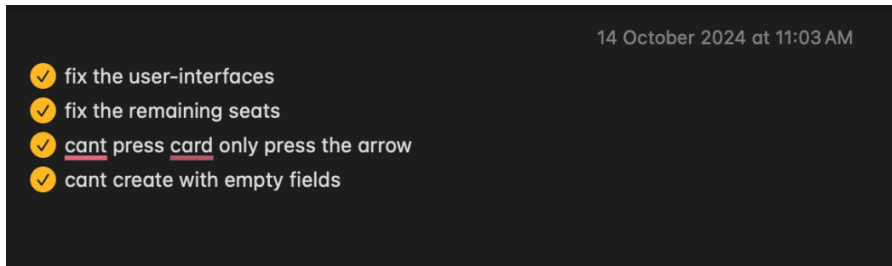 14 October 2024 at 11:03 AM
fix the user-interfaces
fix the remaining seats
cant press card only press the arrow
cant create with empty fields